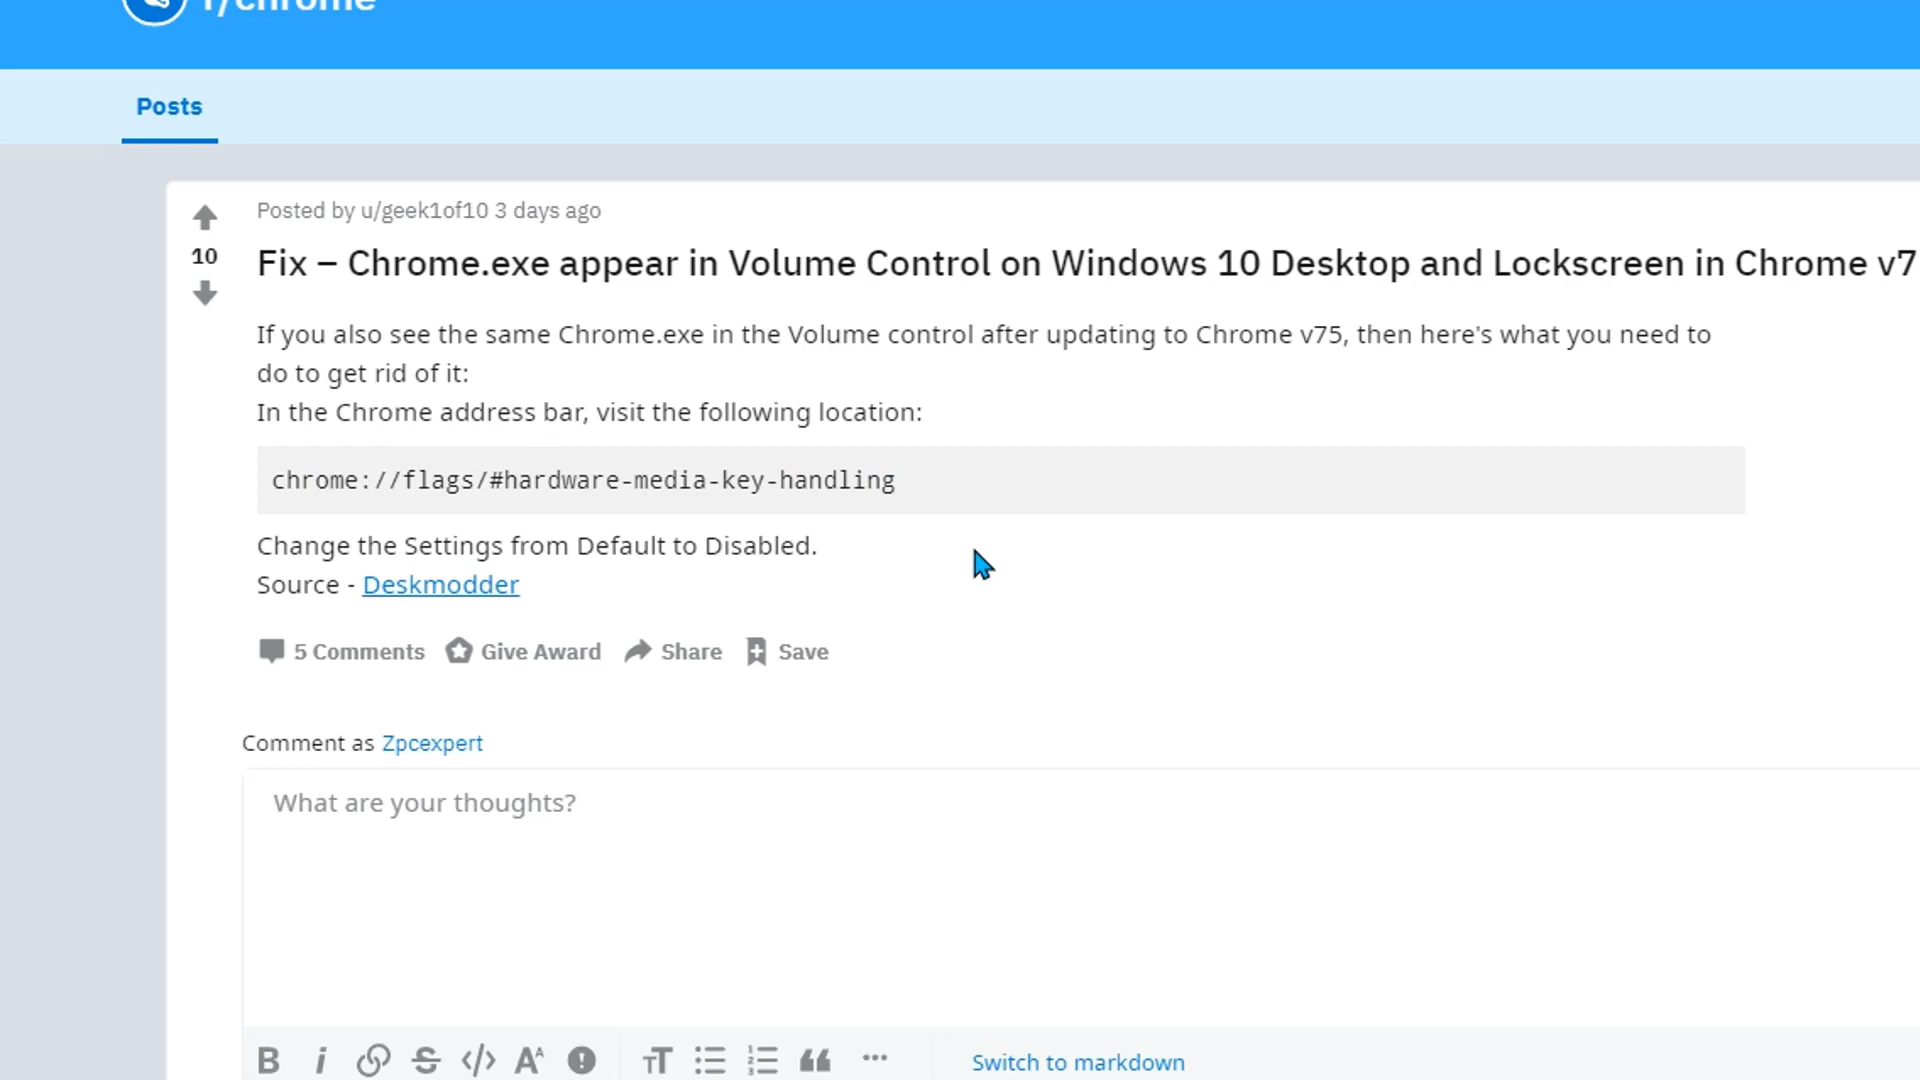 r/chrome
Posts
Posted by u/geek1of10 3 days ago
10
Fix – Chrome.exe appear in Volume Control on Windows 10 Desktop and Lockscreen in Chrome v7
If you also see the same Chrome.exe in the Volume control after updating to Chrome v75, then here's what you need to
do to get rid of it:
In the Chrome address bar, visit the following location:
chrome://flags/#hardware-media-key-handling
Change the Settings from Default to Disabled.
Source - Deskmodder
5 Comments Give Award Share Save
Comment as Zpcexpert
What are your thoughts?
Switch to markdown